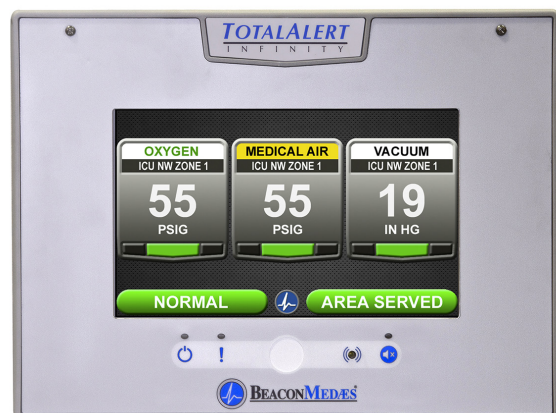 TOTALALERT
INFINITY
OXYGEN
ICU NW ZONE 1
55
PSIG
MEDICAL AIR
ICU NW ZONE 1
55
PSIG
VACUUM
ICU NW ZONE 1
19
IN HG
NORMAL
AREA SERVED
!
BEACONMEDÆS